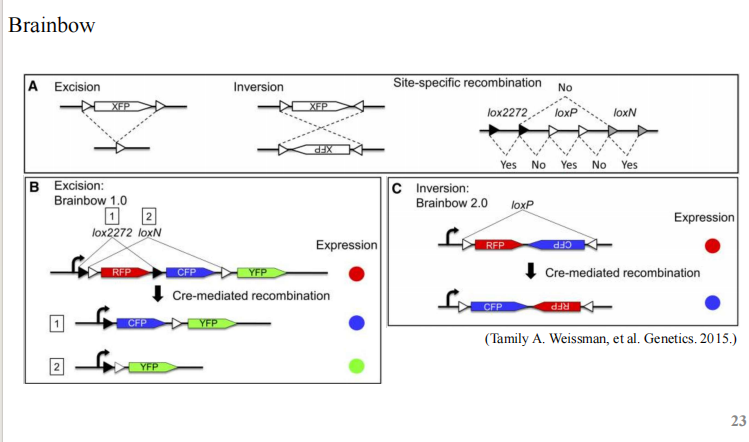 Brainbow
A Excision
XFP
Inversion
XFP
XFP
Site-specific recombination
No
lox2272 loxP loxN
Yes No Yes No Yes
B Excision:
Brainbow 1.0
1 2
lox2272 loxN
Expression
RFP CFP YFP
Cre-mediated recombination
1 CFP YFP
2 YFP
C Inversion:
Brainbow 2.0
loxP
Expression
RFP CFP
Cre-mediated recombination
CFP RFP
(Tamily A. Weissman, et al. Genetics. 2015.)
23